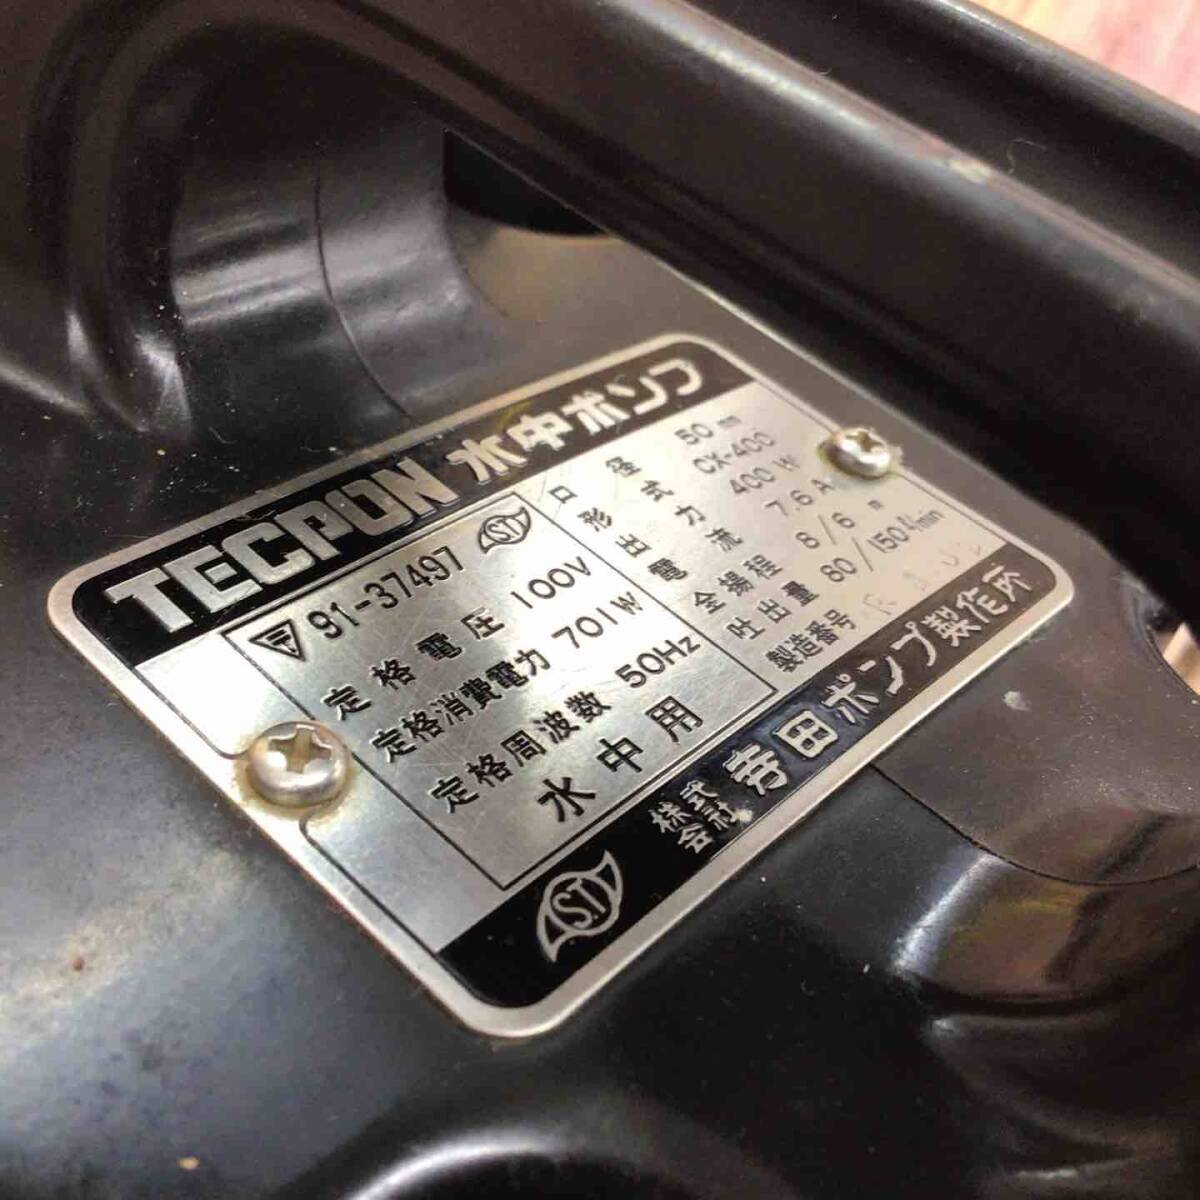 TECPON 水中ポンプ
〒 91-37497 ST
定格電圧 100V
定格消費電力 701W
定格周波数 50Hz
水中用
口径 50mm
形式 CX-400
出力 400W
電流 7.6A
全揚程 8/6m
吐出量 80/150ℓ/min
製造番号
S.T 株式会社 寺田ポンプ製作所